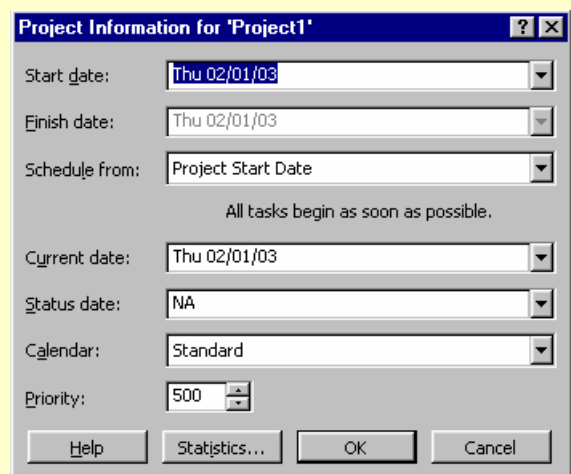 Project Information for 'Project1'
Start date: Thu 02/01/03
Finish date: Thu 02/01/03
Schedule from: Project Start Date
All tasks begin as soon as possible.
Current date: Thu 02/01/03
Status date: NA
Calendar: Standard
Priority: 500
Help Statistics... OK Cancel